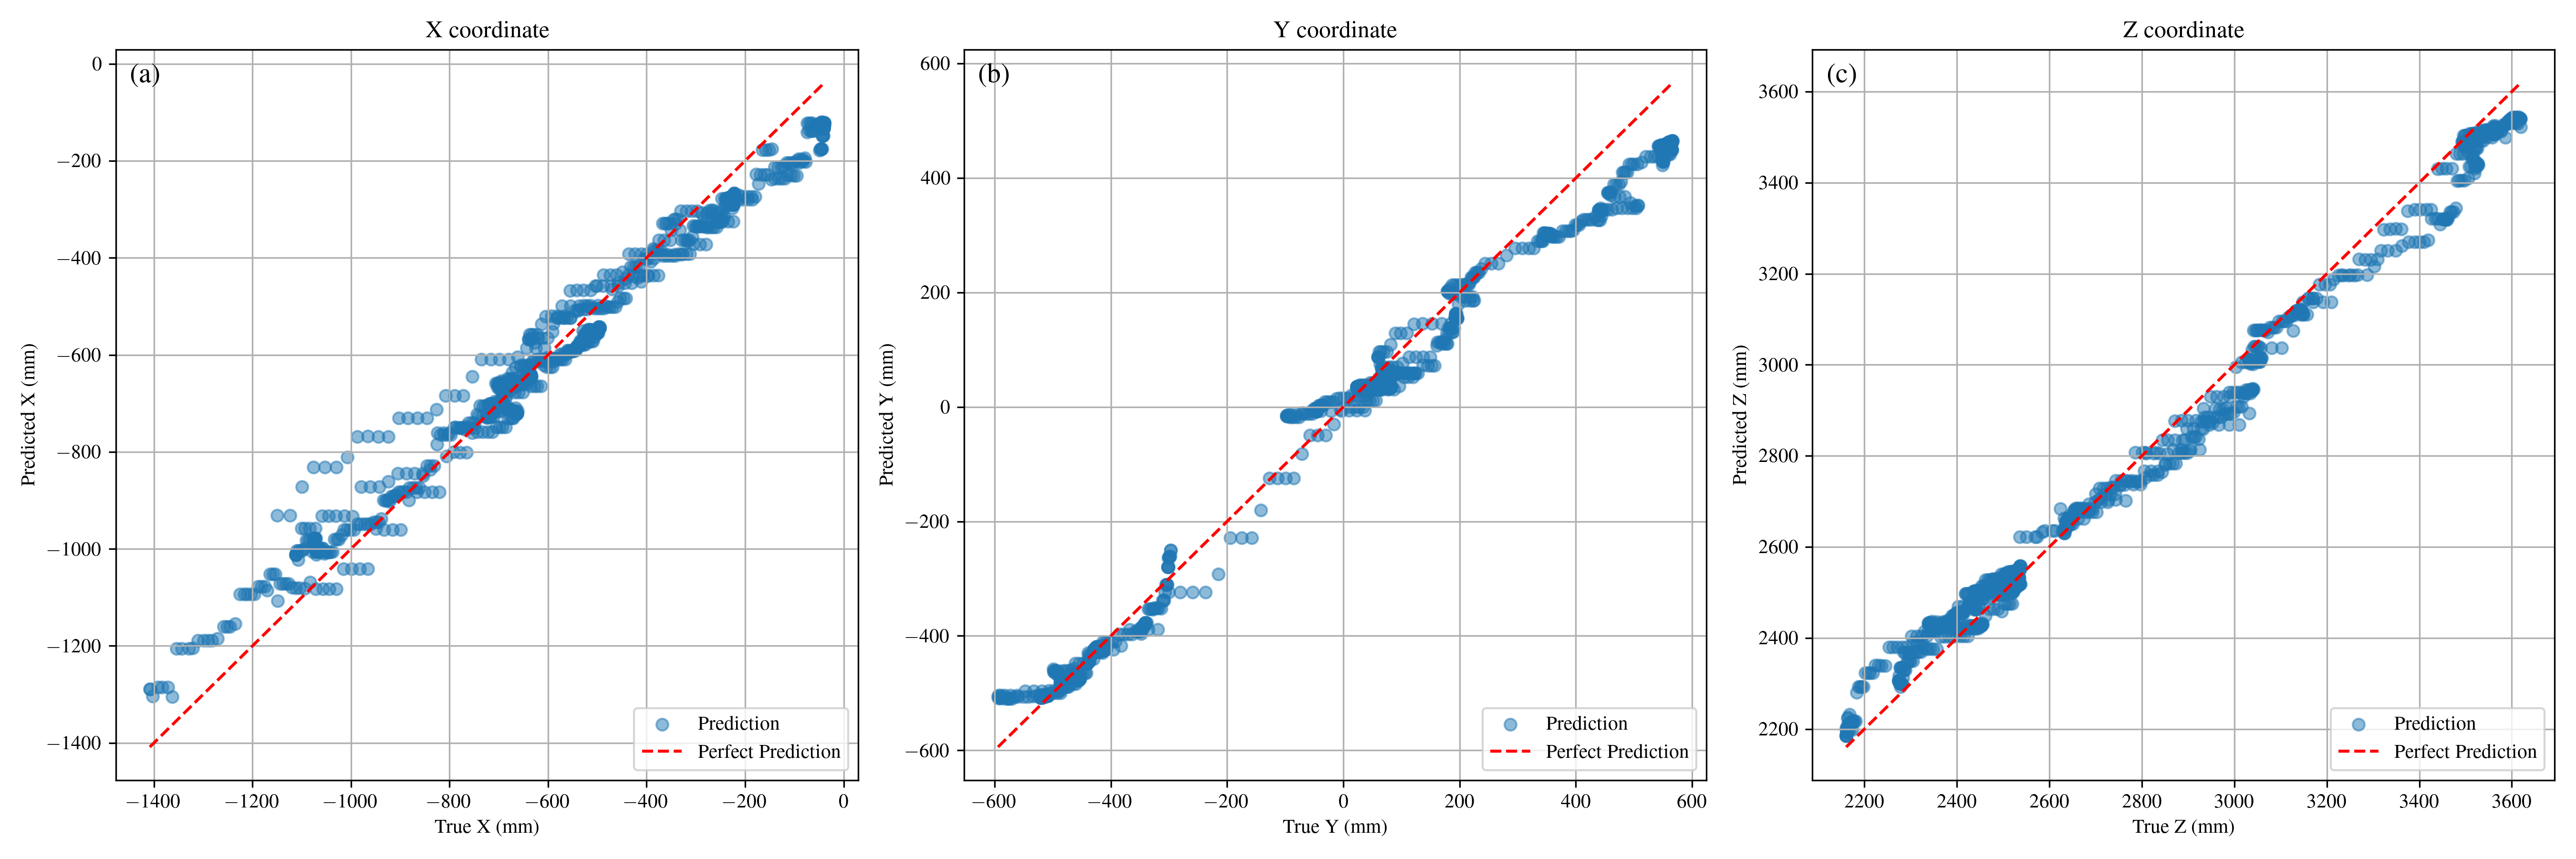 X coordinate
(a)
0
−200
−400
−600
−800
−1000
−1200
−1400
Predicted X (mm)
Prediction
Perfect Prediction
−1400 −1200 −1000 −800 −600 −400 −200 0
True X (mm)
Y coordinate
(b)
600
400
200
0
−200
−400
−600
Predicted Y (mm)
Prediction
Perfect Prediction
−600 −400 −200 0 200 400 600
True Y (mm)
Z coordinate
(c)
3600
3400
3200
3000
2800
2600
2400
2200
Predicted Z (mm)
Prediction
Perfect Prediction
2200 2400 2600 2800 3000 3200 3400 3600
True Z (mm)